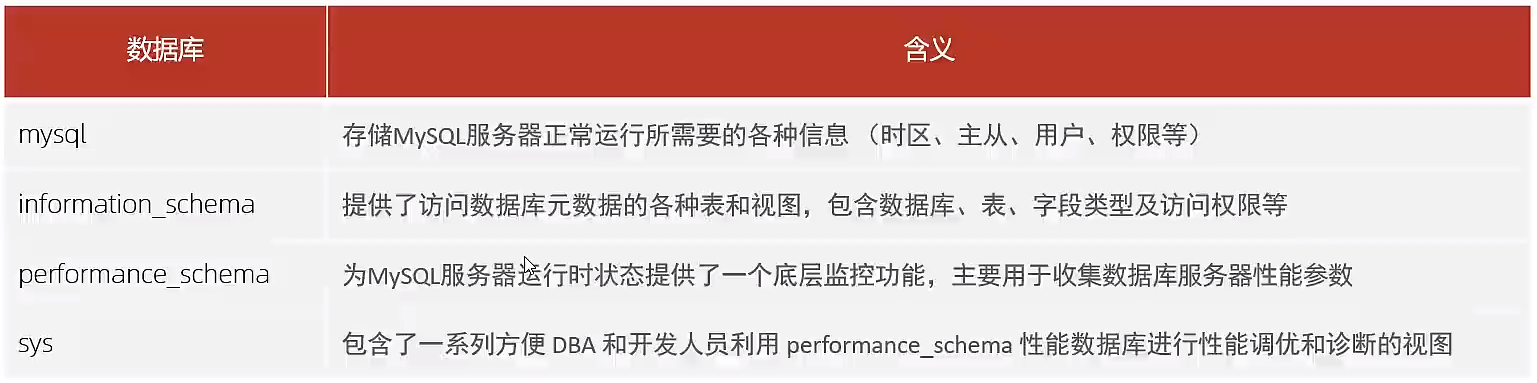 数据库 含义
mysql 存储MySQL服务器正常运行所需要的各种信息 （时区、主从、用户、权限等）
information_schema 提供了访问数据库元数据的各种表和视图，包含数据库、表、字段类型及访问权限等
performance_schema 为MySQL服务器运行时状态提供了一个底层监控功能，主要用于收集数据库服务器性能参数
sys 包含了一系列方便 DBA 和开发人员利用 performance_schema 性能数据库进行性能调优和诊断的视图